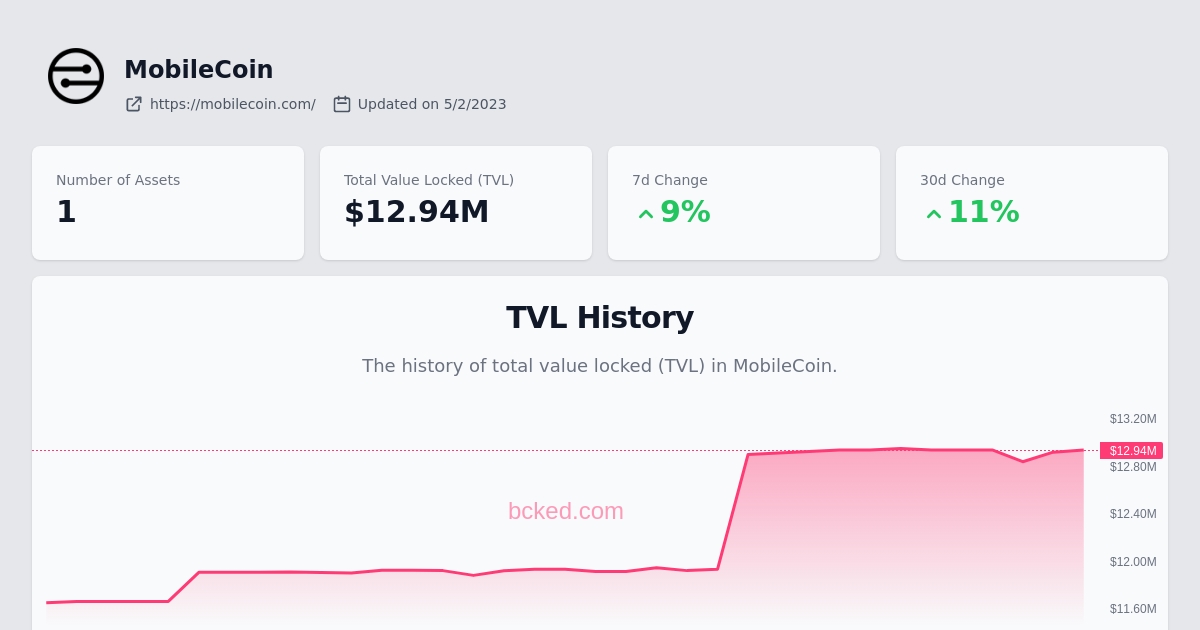 MobileCoin
https://mobilecoin.com/ Updated on 5/2/2023
Number of Assets
1
Total Value Locked (TVL)
$12.94M
7d Change
9%
30d Change
11%
TVL History
The history of total value locked (TVL) in MobileCoin.
$13.20M
$12.94M
$12.80M
bcked.com
$12.40M
$12.00M
$11.60M